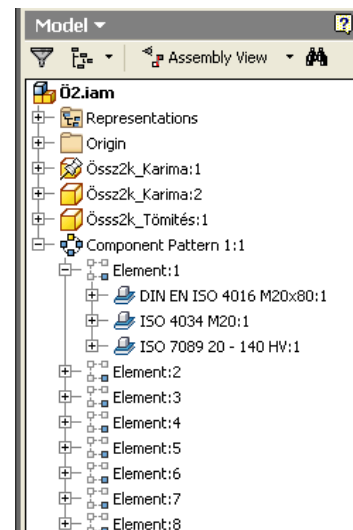 Model
?
Assembly View
Ö2.iam
Representations
Origin
Össz2k_Karima:1
Össz2k_Karima:2
Össs2k_Tömítés:1
Component Pattern 1:1
Element:1
DIN EN ISO 4016 M20x80:1
ISO 4034 M20:1
ISO 7089 20 - 140 HV:1
Element:2
Element:3
Element:4
Element:5
Element:6
Element:7
Element:8